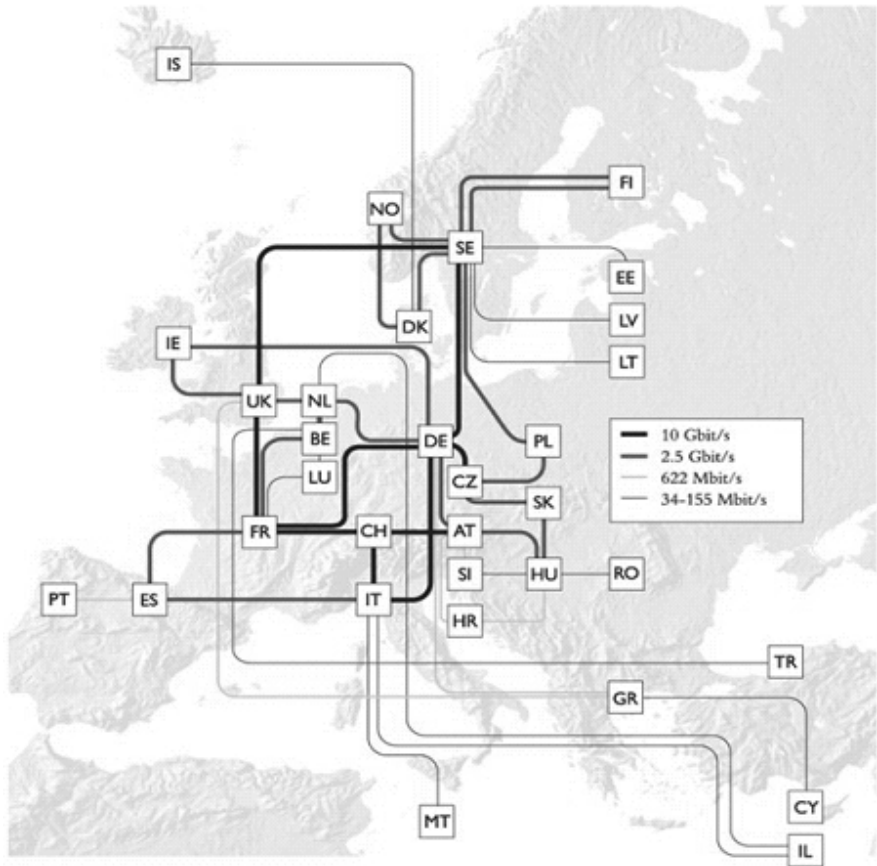 IS
FI
NO
SE
EE
DK
LV
IE
LT
UK
NL
BE
DE
PL
LU
CZ
SK
FR
CH
AT
SI
HU
RO
PT
ES
IT
HR
TR
GR
MT
CY
IL
10 Gbit/s
2.5 Gbit/s
622 Mbit/s
34-155 Mbit/s